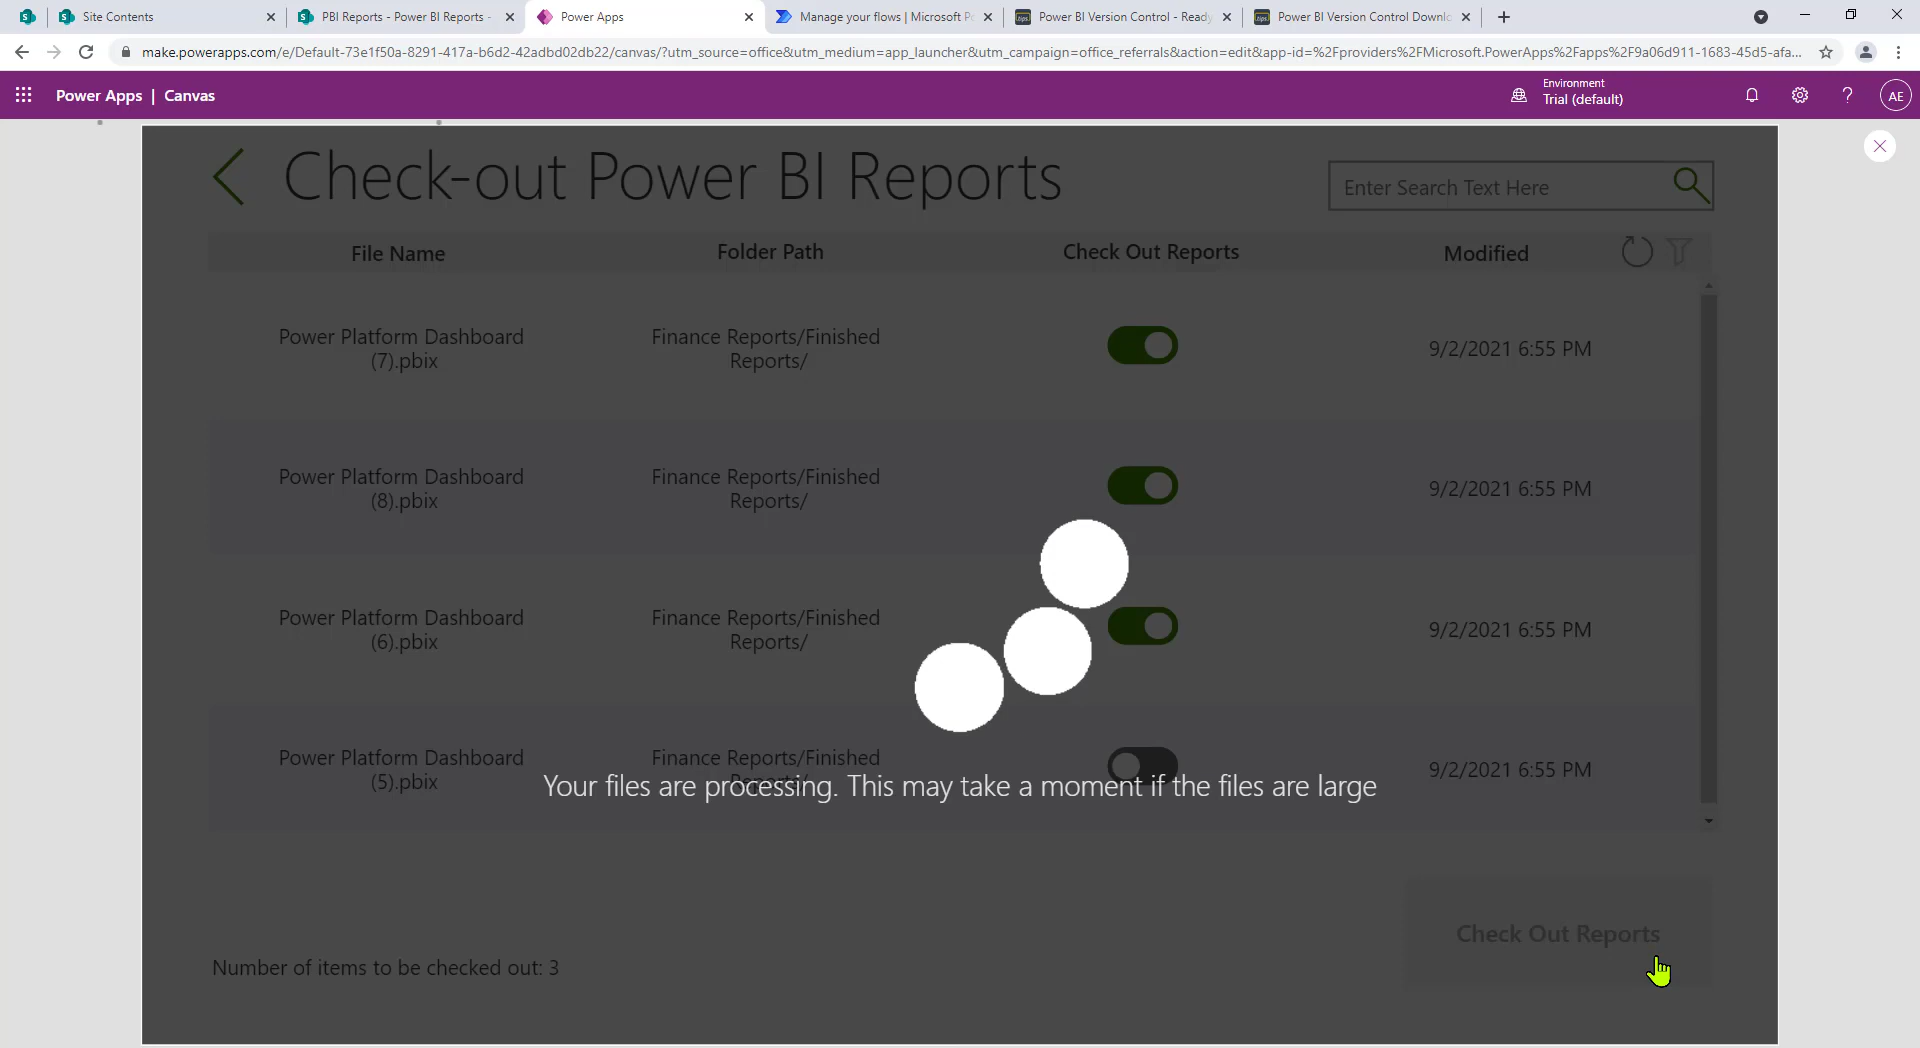 Site Contents
PBI Reports - Power BI Reports -
Power Apps
Manage your flows | Microsoft Po
Power BI Version Control - Ready
Power BI Version Control Downlo
make.powerapps.com/e/Default-73e1f50a-8291-417a-b6d2-42adbd02db22/canvas/?utm_source=office&utm_medium=app_launcher&utm_campaign=office_referrals&action=edit&app-id=%2Fproviders%2FMicrosoft.PowerApps%2Fapps%2F9a06d911-1683-45d5-afa...
Power Apps | Canvas
Environment
Trial (default)
AE
Check-out Power BI Reports
Enter Search Text Here
File Name
Folder Path
Check Out Reports
Modified
Power Platform Dashboard
(7).pbix
Finance Reports/Finished
Reports/
9/2/2021 6:55 PM
Power Platform Dashboard
(8).pbix
Finance Reports/Finished
Reports/
9/2/2021 6:55 PM
Power Platform Dashboard
(6).pbix
Finance Reports/Finished
Reports/
9/2/2021 6:55 PM
Power Platform Dashboard
(5).pbix
Finance Reports/Finished
Reports/
9/2/2021 6:55 PM
Your files are processing. This may take a moment if the files are large
Check Out Reports
Number of items to be checked out: 3